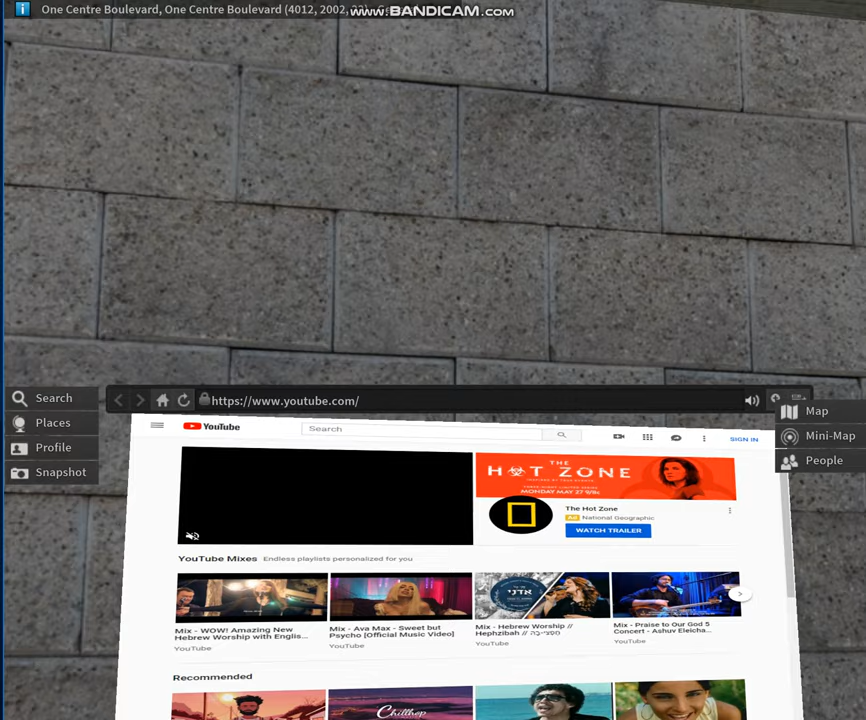 One Centre Boulevard, One Centre Boulevard (4012, 2002,
www.BANDICAM.com
Search
Places
Profile
Snapshot
https://www.youtube.com/
Map
Mini-Map
People
YouTube
Search
SIGN IN
THE
HOT ZONE
MONDAY MAY 27 9/8c
The Hot Zone
Ad National Geographic
WATCH TRAILER
YouTube Mixes Endless playlists personalized for you
Mix - WOW! Amazing New
Hebrew Worship with Englis...
YouTube
Mix - Ava Max - Sweet but
Psycho [Official Music Video]
YouTube
אדני
Mix - Hebrew Worship //
Hephzibah //
YouTube
Mix - Praise to Our God 5
Concert - Ashuv Eleicha...
YouTube
Recommended
Chillhop